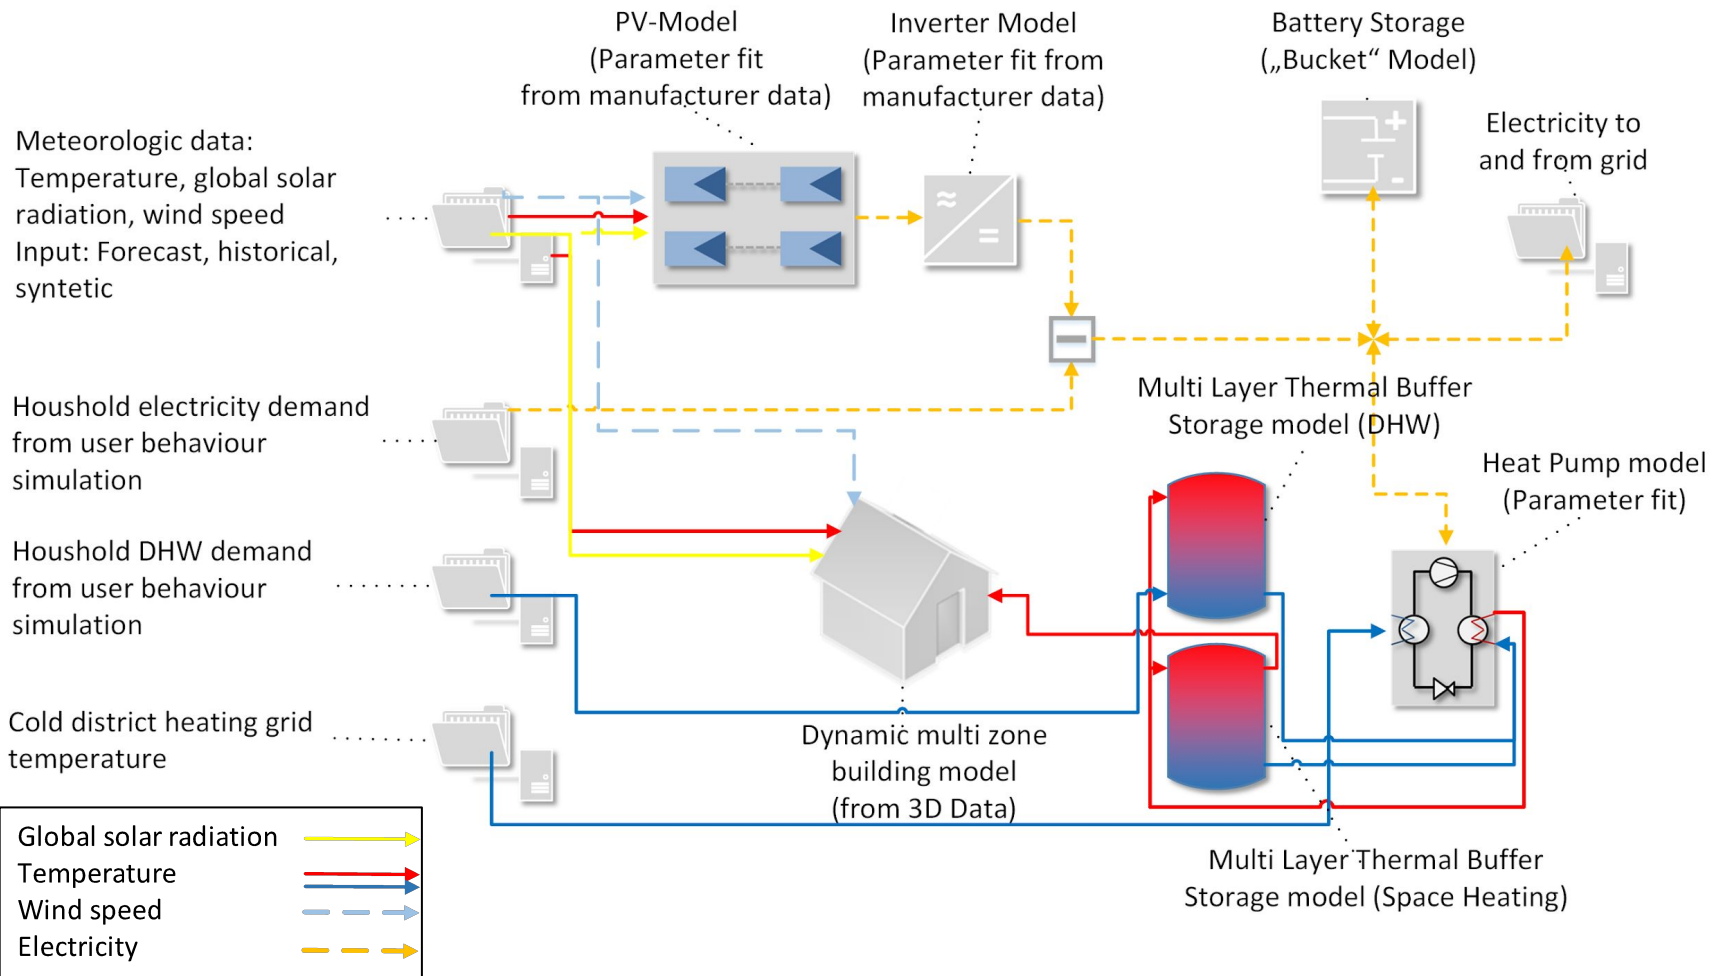 PV-Model
(Parameter fit
from manufacturer data)
Inverter Model
(Parameter fit from
manufacturer data)
Battery Storage
(„Bucket“ Model)
Electricity to
and from grid
Meteorologic data:
Temperature, global solar
radiation, wind speed
Input: Forecast, historical,
syntetic
Houshold electricity demand
from user behaviour
simulation
Multi Layer Thermal Buffer
Storage model (DHW)
Heat Pump model
(Parameter fit)
Houshold DHW demand
from user behaviour
simulation
Cold district heating grid
temperature
Dynamic multi zone
building model
(from 3D Data)
Multi Layer Thermal Buffer
Storage model (Space Heating)
Global solar radiation
Temperature
Wind speed
Electricity